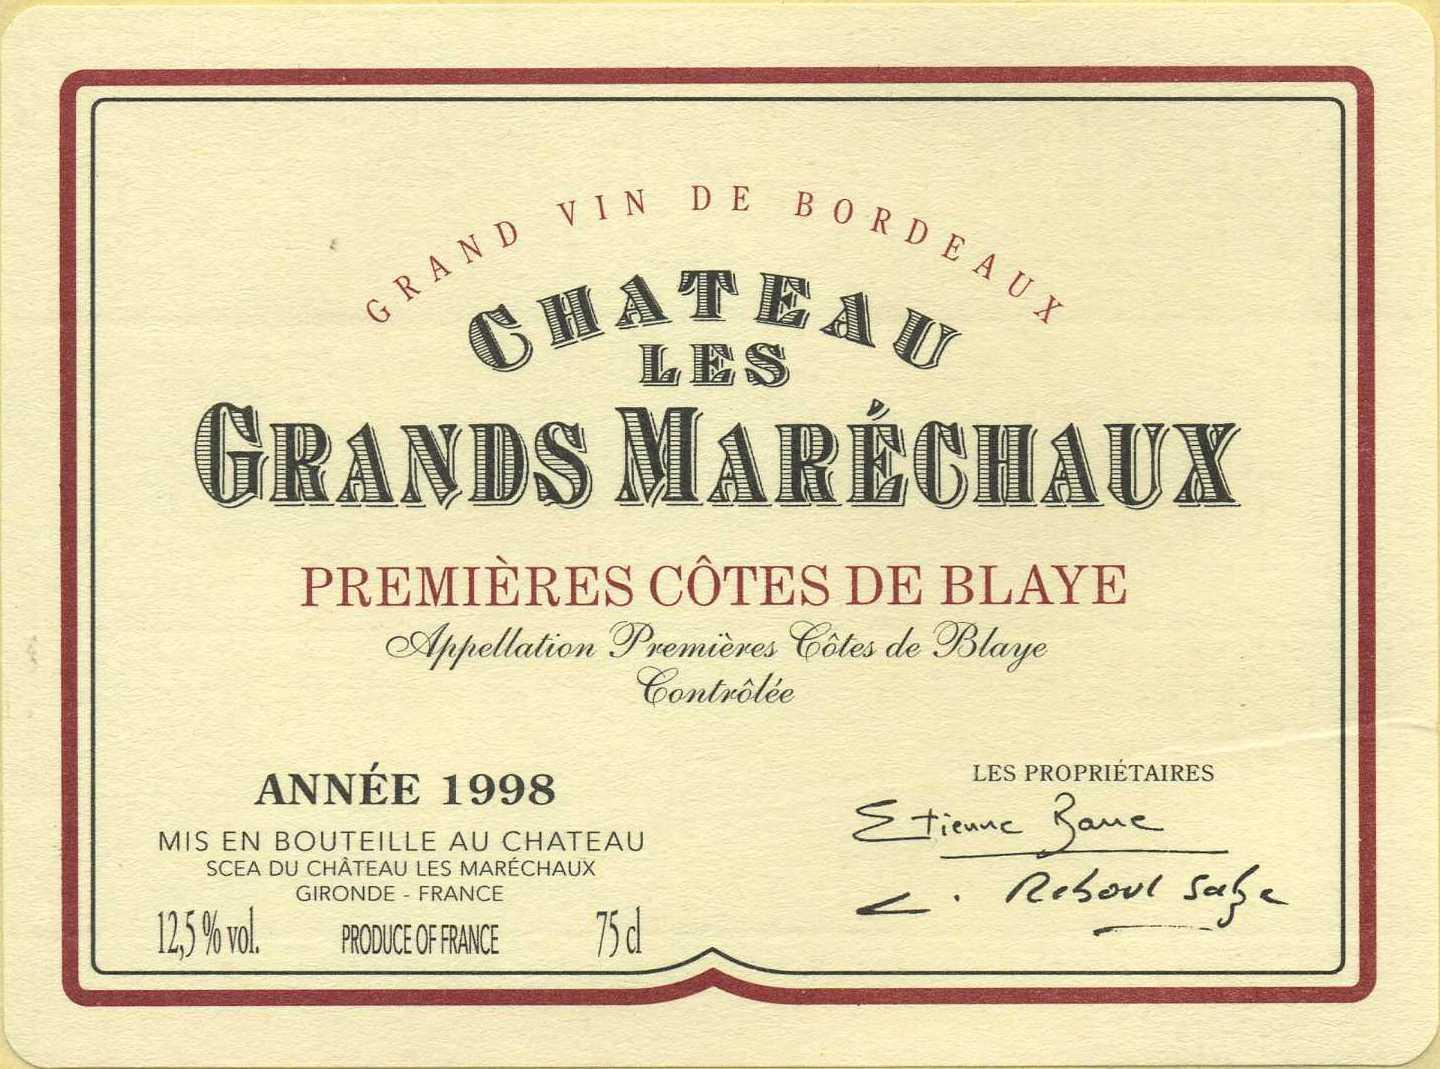 GRAND VIN DE BORDEAUX
CHATEAU
LES
GRANDS MARÉCHAUX
PREMIÈRES CÔTES DE BLAYE
Appellation Premières Côtes de Blaye
Contrôlée
ANNÉE 1998
MIS EN BOUTEILLE AU CHATEAU
SCEA DU CHÂTEAU LES MARÉCHAUX
GIRONDE - FRANCE
12,5 % vol. PRODUCE OF FRANCE 75 cl
LES PROPRIÉTAIRES
Etienne
Reboul